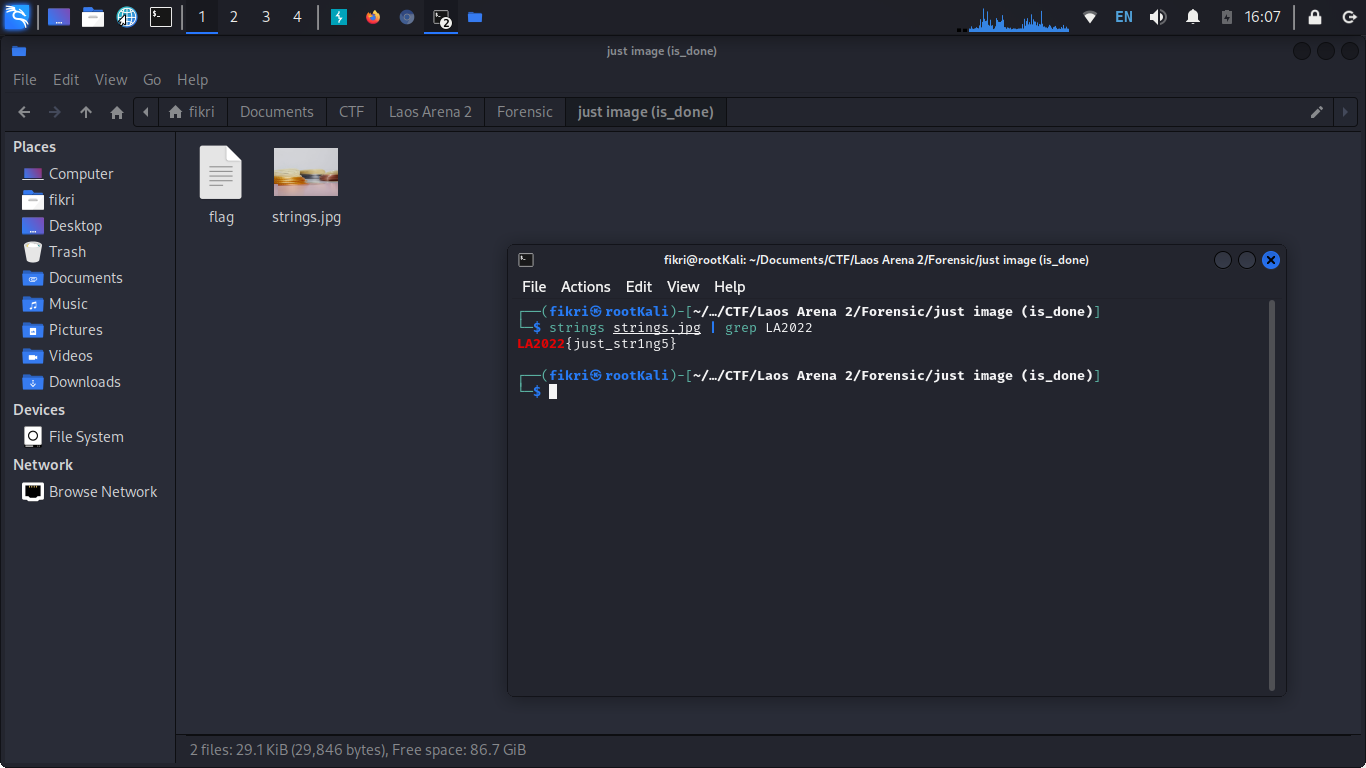 1 2 3 4 2 EN 16:07
just image (is_done)
File Edit View Go Help
fikri Documents CTF Laos Arena 2 Forensic just image (is_done)
Places
Computer
fikri
Desktop
Trash
Documents
Music
Pictures
Videos
Downloads
Devices
File System
Network
Browse Network
flag strings.jpg
fikri@rootKali: ~/Documents/CTF/Laos Arena 2/Forensic/just image (is_done)
File Actions Edit View Help
┌──(fikri㉿rootKali)-[~/…/CTF/Laos Arena 2/Forensic/just image (is_done)]
└─$ strings strings.jpg | grep LA2022
LA2022{just_str1ng5}
┌──(fikri㉿rootKali)-[~/…/CTF/Laos Arena 2/Forensic/just image (is_done)]
└─$
2 files: 29.1 KiB (29,846 bytes), Free space: 86.7 GiB